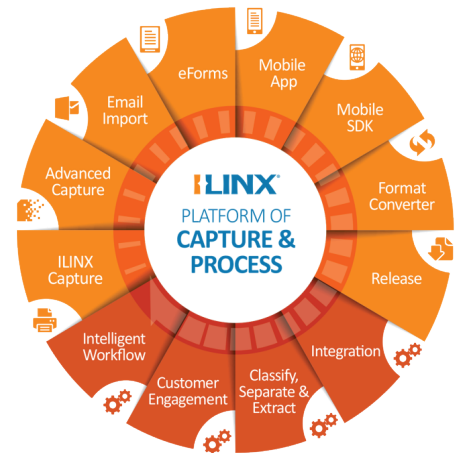 eForms
Mobile
App
Mobile
SDK
Format
Converter
Release
Integration
Classify,
Separate &
Extract
Customer
Engagement
Intelligent
Workflow
ILINX
Capture
Advanced
Capture
Email
Import
ILINX®
PLATFORM OF
CAPTURE &
PROCESS